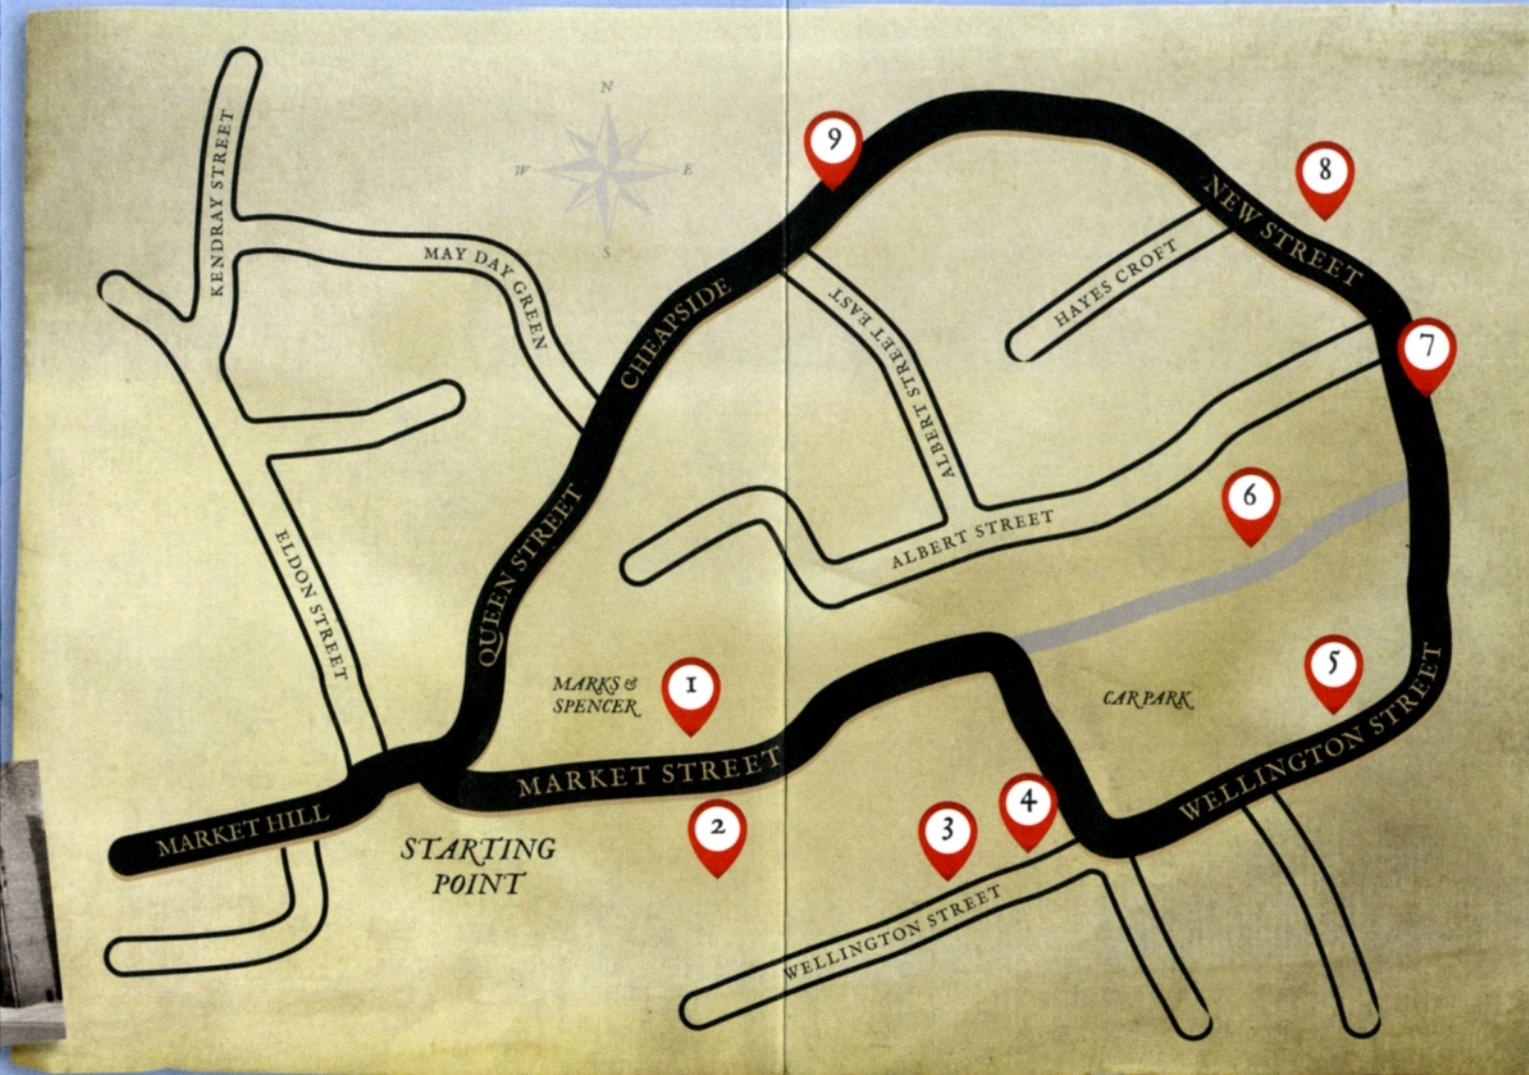 N
W
E
S
KENDRAY STREET
MAY DAY GREEN
9
8
NEW STREET
HAYES CROFT
CHEAPSIDE
ALBERT STREET EAST
7
6
ALBERT STREET
QUEEN STREET
ELDON STREET
MARKS &
SPENCER
1
CAR PARK
5
MARKET STREET
WELLINGTON STREET
MARKET HILL
STARTING
POINT
2
3
4
WELLINGTON STREET